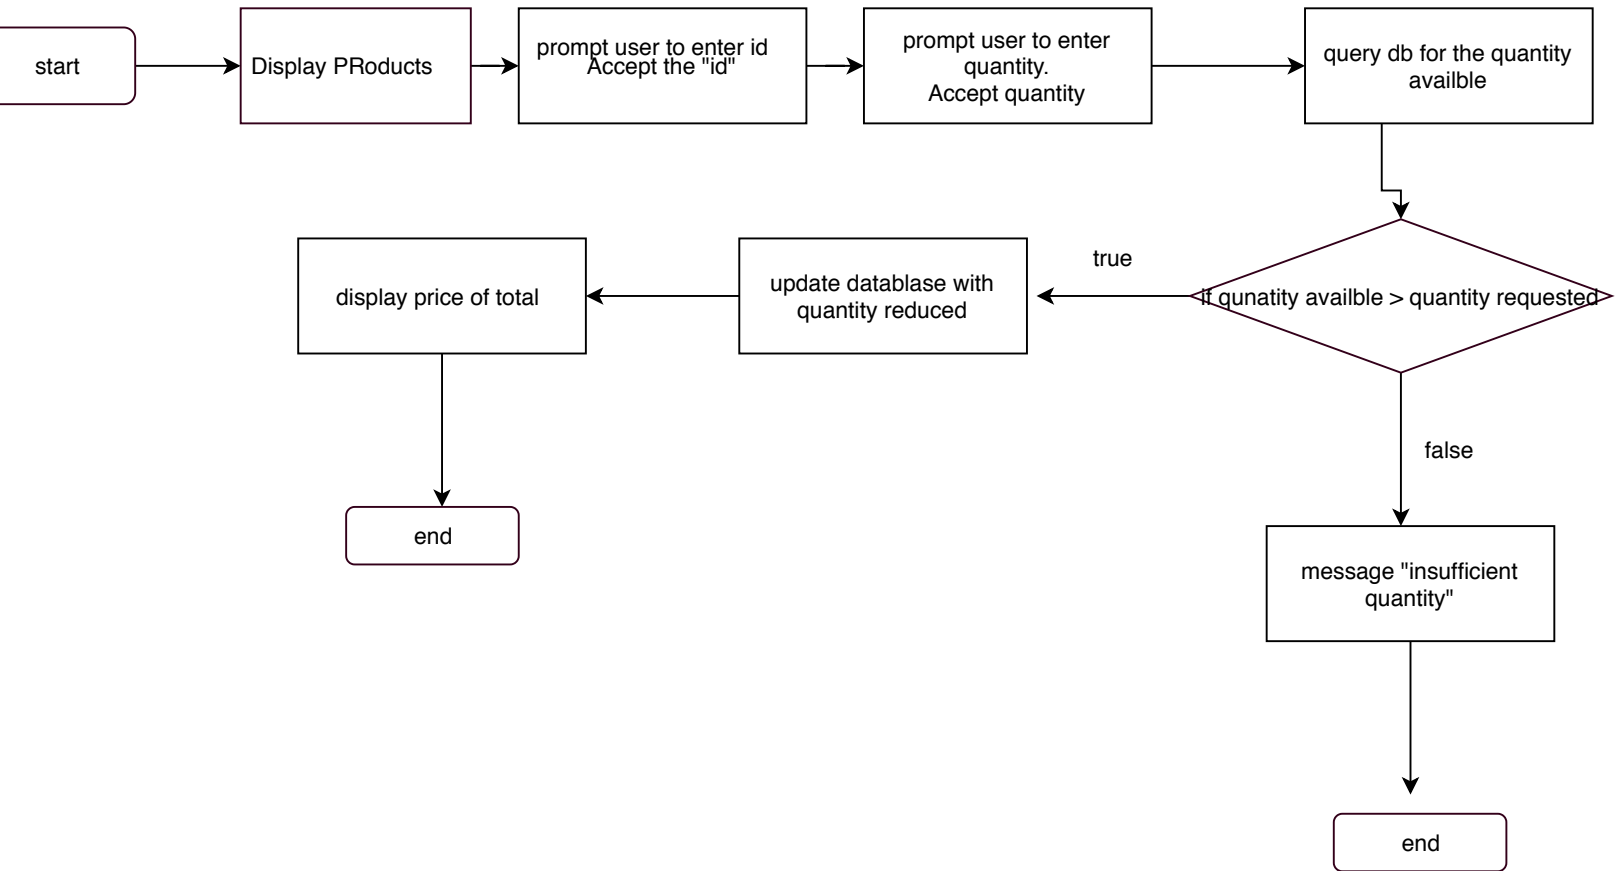 start
Display PRoducts
prompt user to enter id
Accept the "id"
prompt user to enter
quantity.
Accept quantity
query db for the quantity
availble
true
if qunatity availble > quantity requested
update datablase with
quantity reduced
display price of total
false
end
message "insufficient
quantity"
end